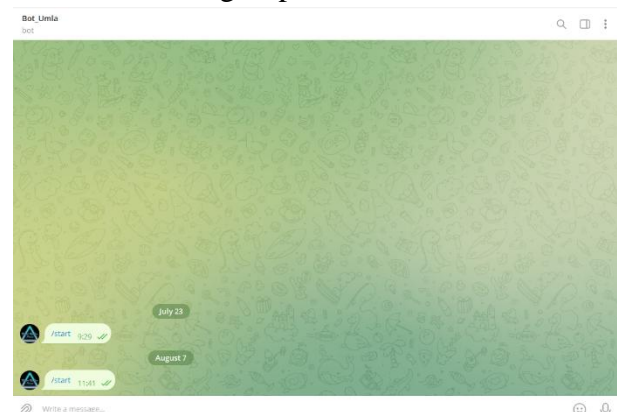 Bot_Umla
bot
July 23
/start 9:29
August 7
/start 11:41
Write a message...